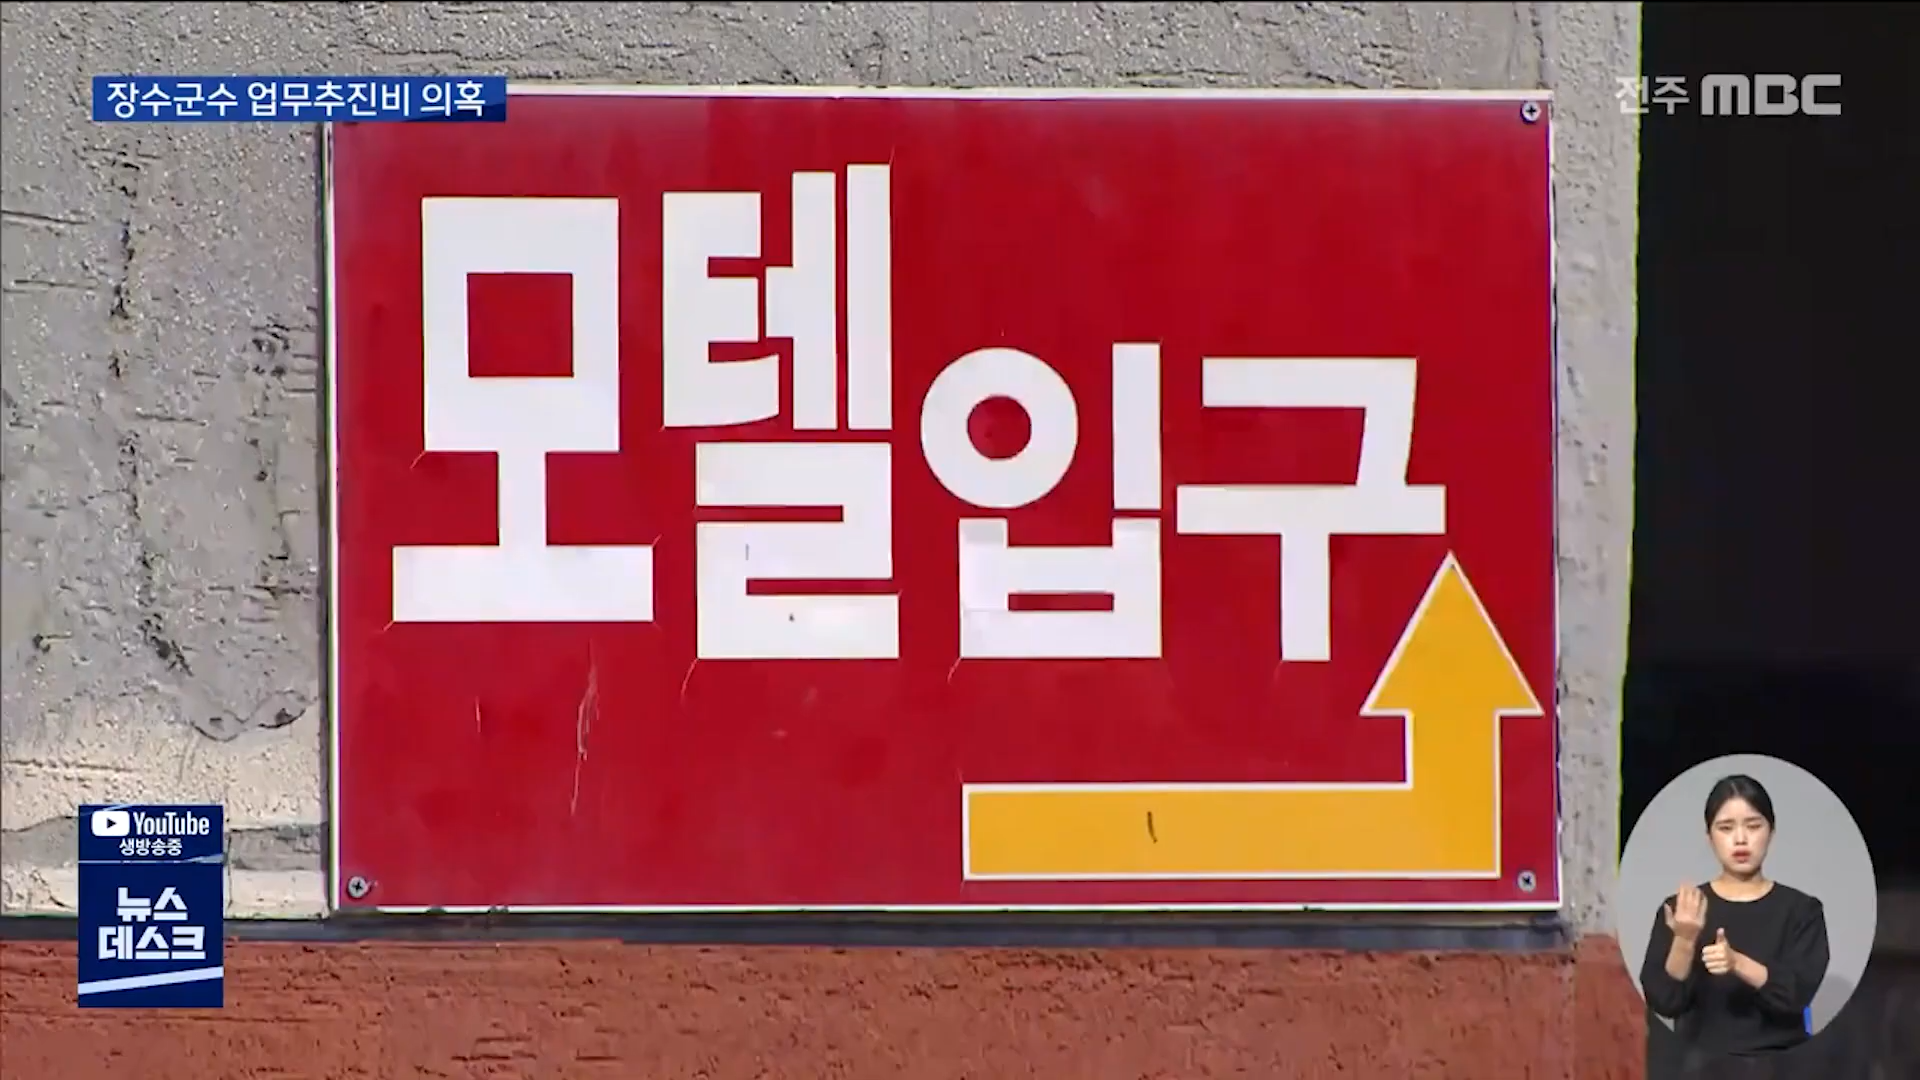 장수군수 업무추진비 의혹
전주 MBC
모텔입구
YouTube
생방송중
뉴스
데스크